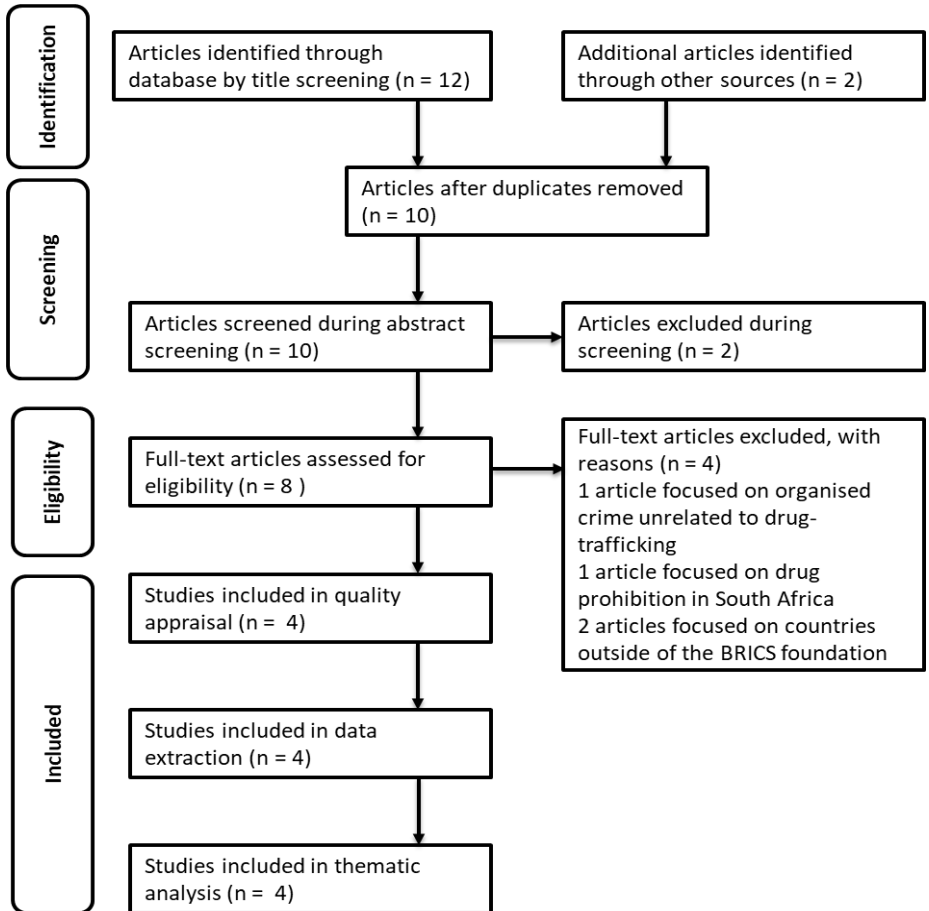 Identification
Articles identified through
database by title screening (n = 12)
Additional articles identified
through other sources (n = 2)
Articles after duplicates removed
(n = 10)
Screening
Articles screened during abstract
screening (n = 10)
Articles excluded during
screening (n = 2)
Eligibility
Full-text articles assessed for
eligibility (n = 8 )
Full-text articles excluded, with
reasons (n = 4)
1 article focused on organised
crime unrelated to drug-
trafficking
1 article focused on drug
prohibition in South Africa
2 articles focused on countries
outside of the BRICS foundation
Included
Studies included in quality
appraisal (n =  4)
Studies included in data
extraction (n = 4)
Studies included in thematic
analysis (n =  4)